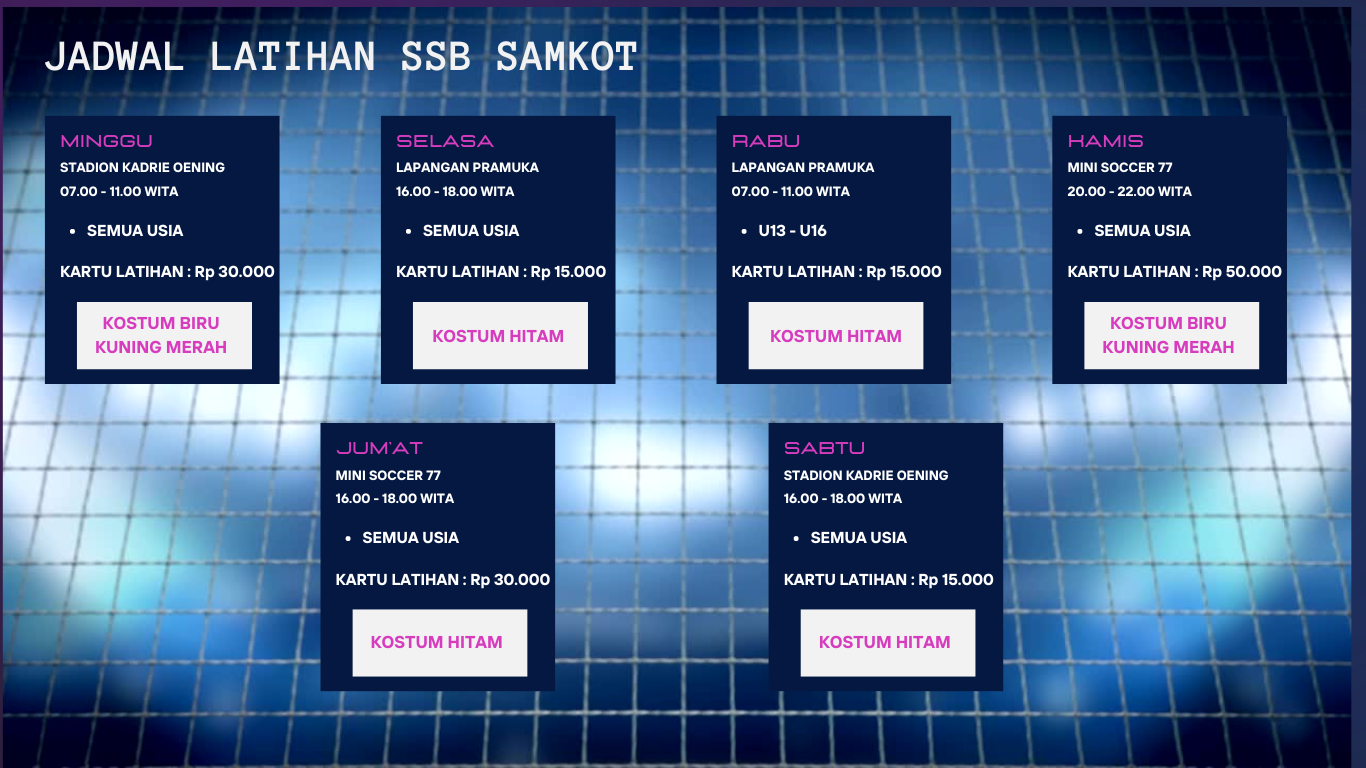 JADWAL LATIHAN SSB SAMKOT
MINGGU
STADION KADRIE OENING
07.00 - 11.00 WITA
• SEMUA USIA
KARTU LATIHAN : Rp 30.000
KOSTUM BIRU
KUNING MERAH
SELASA
LAPANGAN PRAMUKA
16.00 - 18.00 WITA
• SEMUA USIA
KARTU LATIHAN : Rp 15.000
KOSTUM HITAM
RABU
LAPANGAN PRAMUKA
07.00 - 11.00 WITA
• U13 - U16
KARTU LATIHAN : Rp 15.000
KOSTUM HITAM
KAMIS
MINI SOCCER 77
20.00 - 22.00 WITA
• SEMUA USIA
KARTU LATIHAN : Rp 50.000
KOSTUM BIRU
KUNING MERAH
JUM'AT
MINI SOCCER 77
16.00 - 18.00 WITA
• SEMUA USIA
KARTU LATIHAN : Rp 30.000
KOSTUM HITAM
SABTU
STADION KADRIE OENING
16.00 - 18.00 WITA
• SEMUA USIA
KARTU LATIHAN : Rp 15.000
KOSTUM HITAM